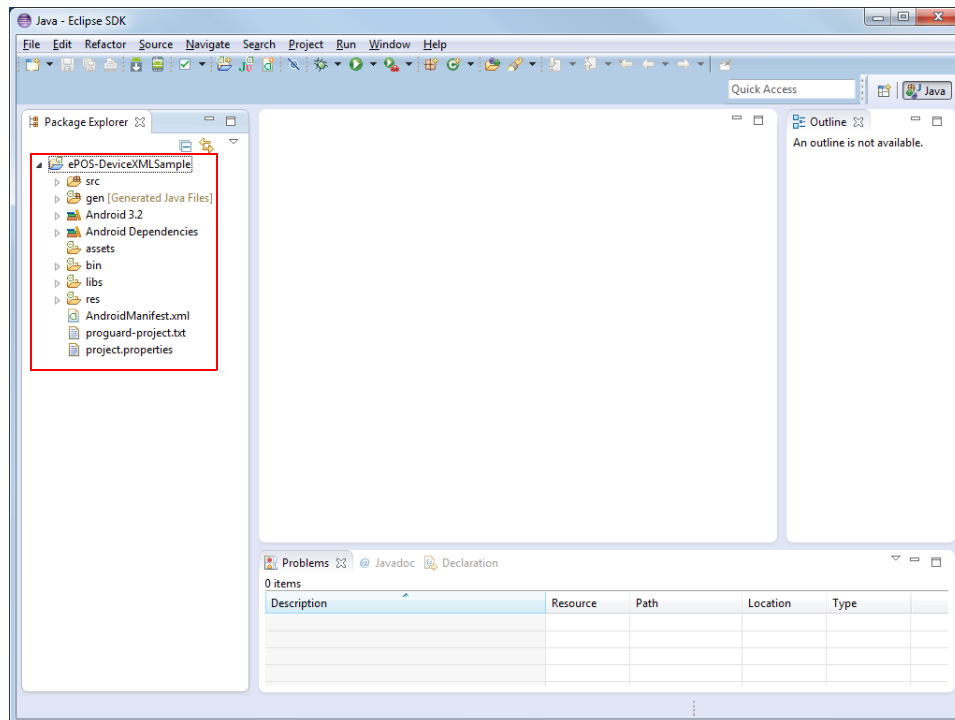 Java - Eclipse SDK
File Edit Refactor Source Navigate Search Project Run Window Help
Quick Access
Java
Package Explorer
ePOS-DeviceXMLSample
src
gen [Generated Java Files]
Android 3.2
Android Dependencies
assets
bin
libs
res
AndroidManifest.xml
proguard-project.txt
project.properties
Outline
An outline is not available.
Problems @ Javadoc Declaration
0 items
Description Resource Path Location Type